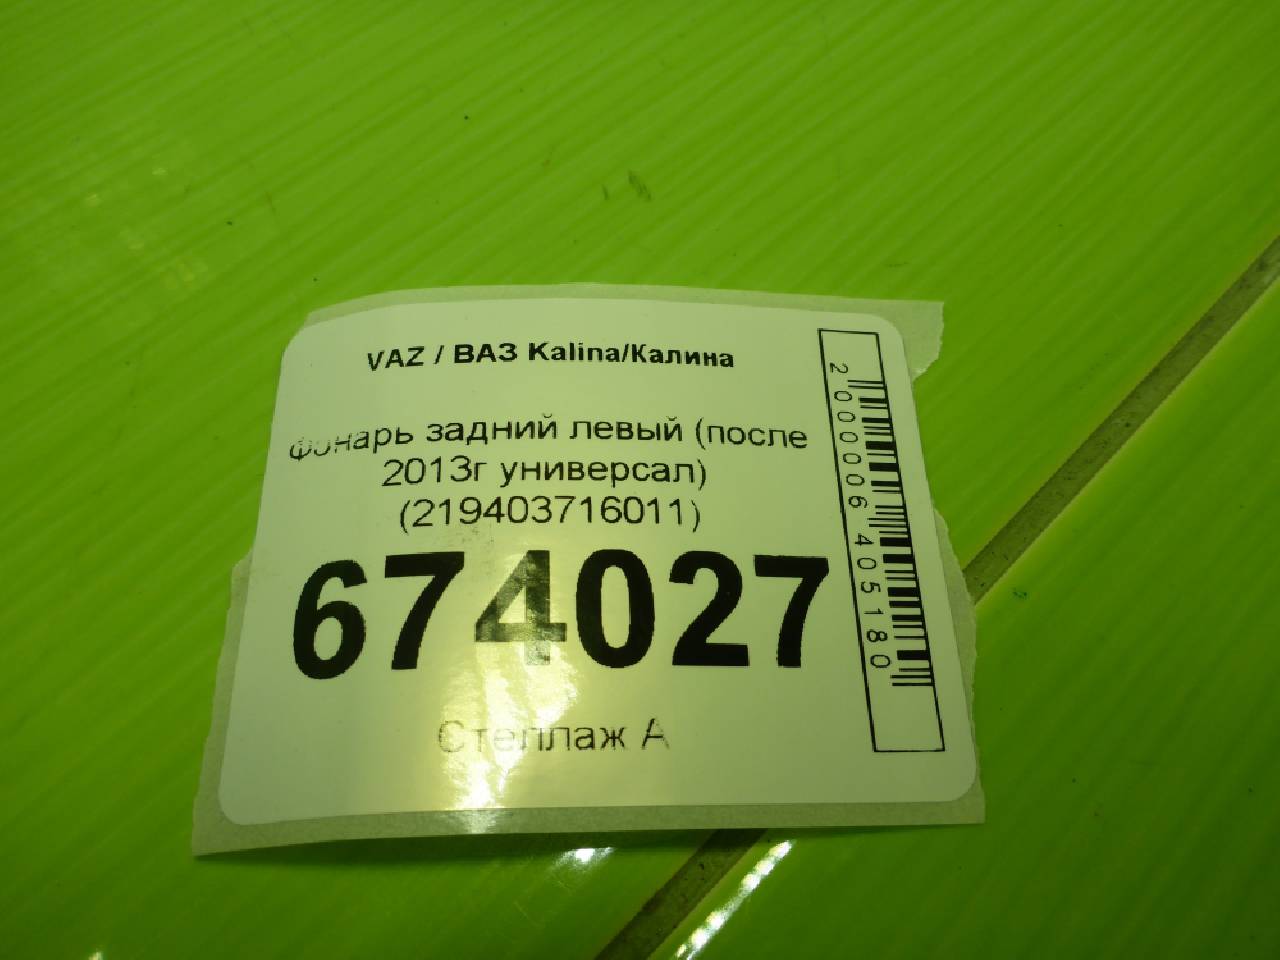 VAZ / ВАЗ Kalina/Калина
Фонарь задний левый (после
2013г универсал)
(219403716011)
674027
Стеллаж А
2000006405180